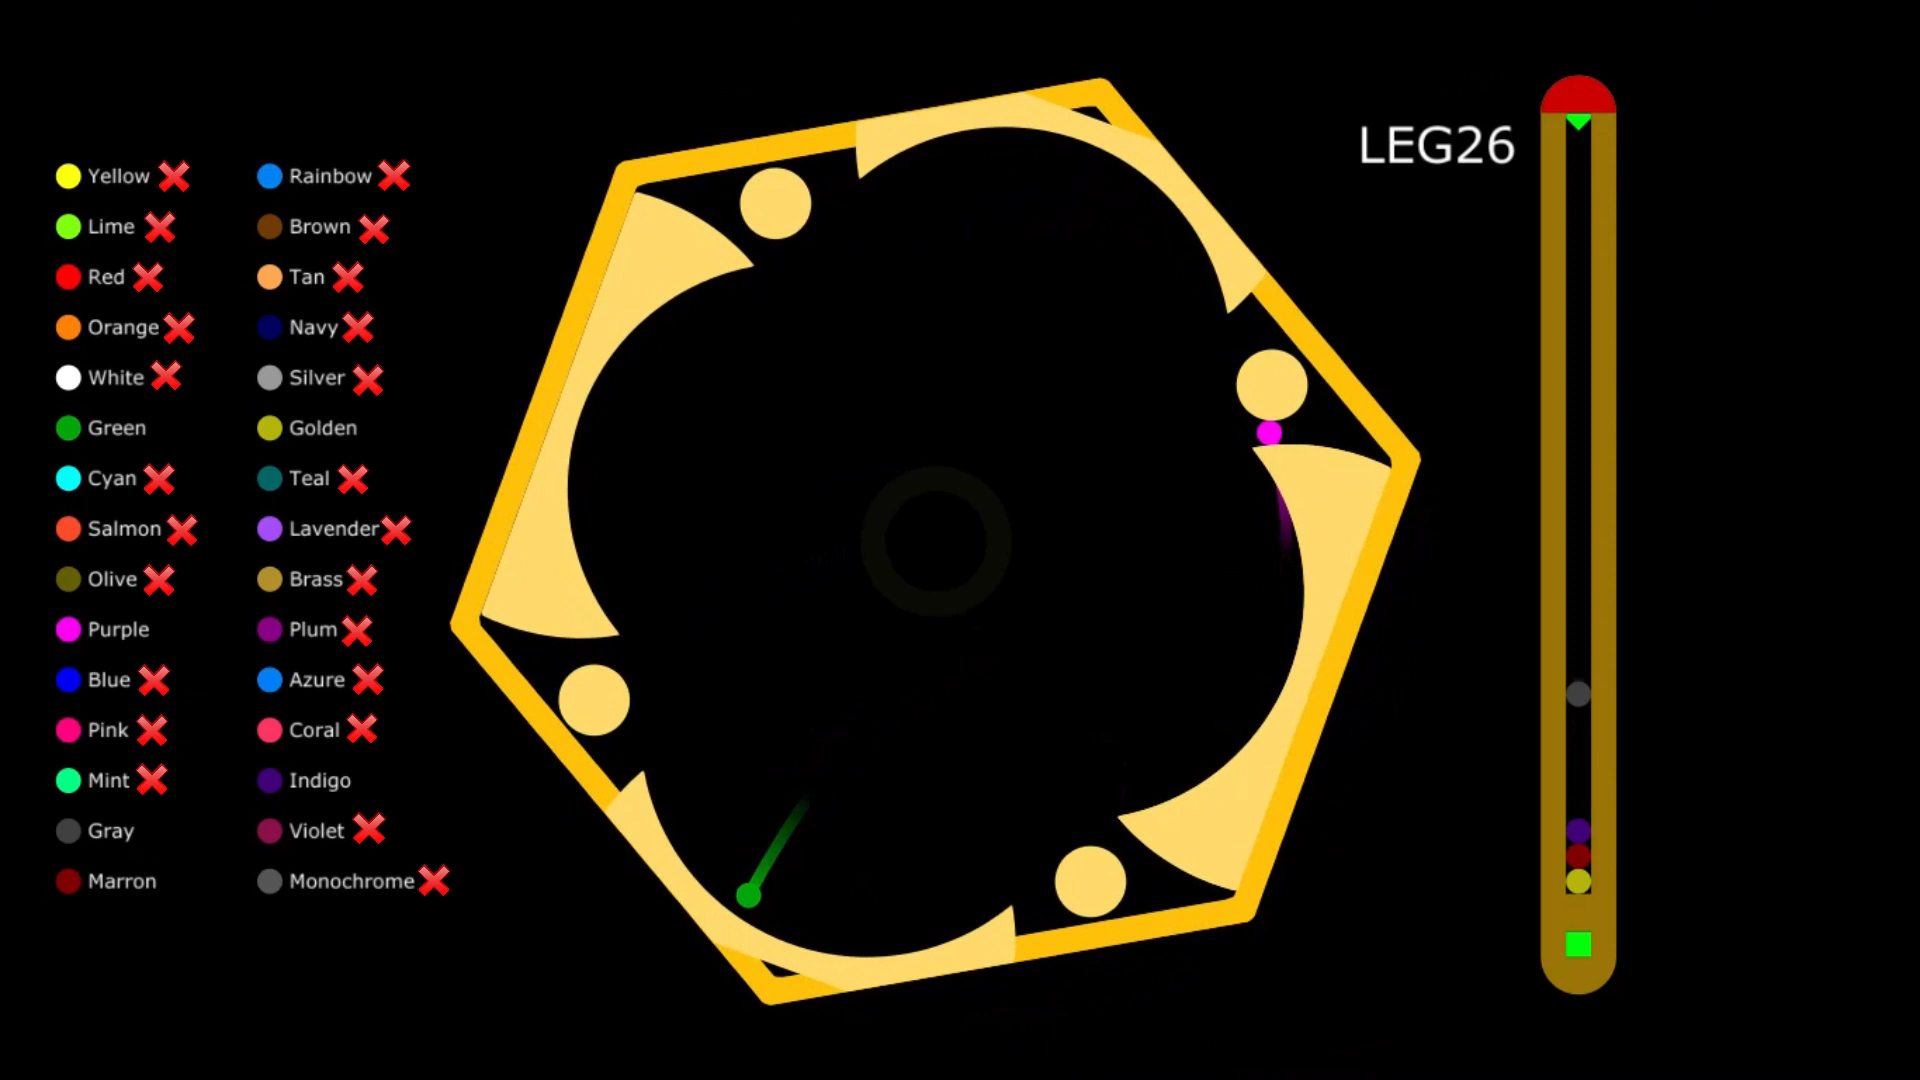 LEG26
Yellow
Lime
Red
Orange
White
Green
Cyan
Salmon
Olive
Purple
Blue
Pink
Mint
Gray
Marron
Rainbow
Brown
Tan
Navy
Silver
Golden
Teal
Lavender
Brass
Plum
Azure
Coral
Indigo
Violet
Monochrome